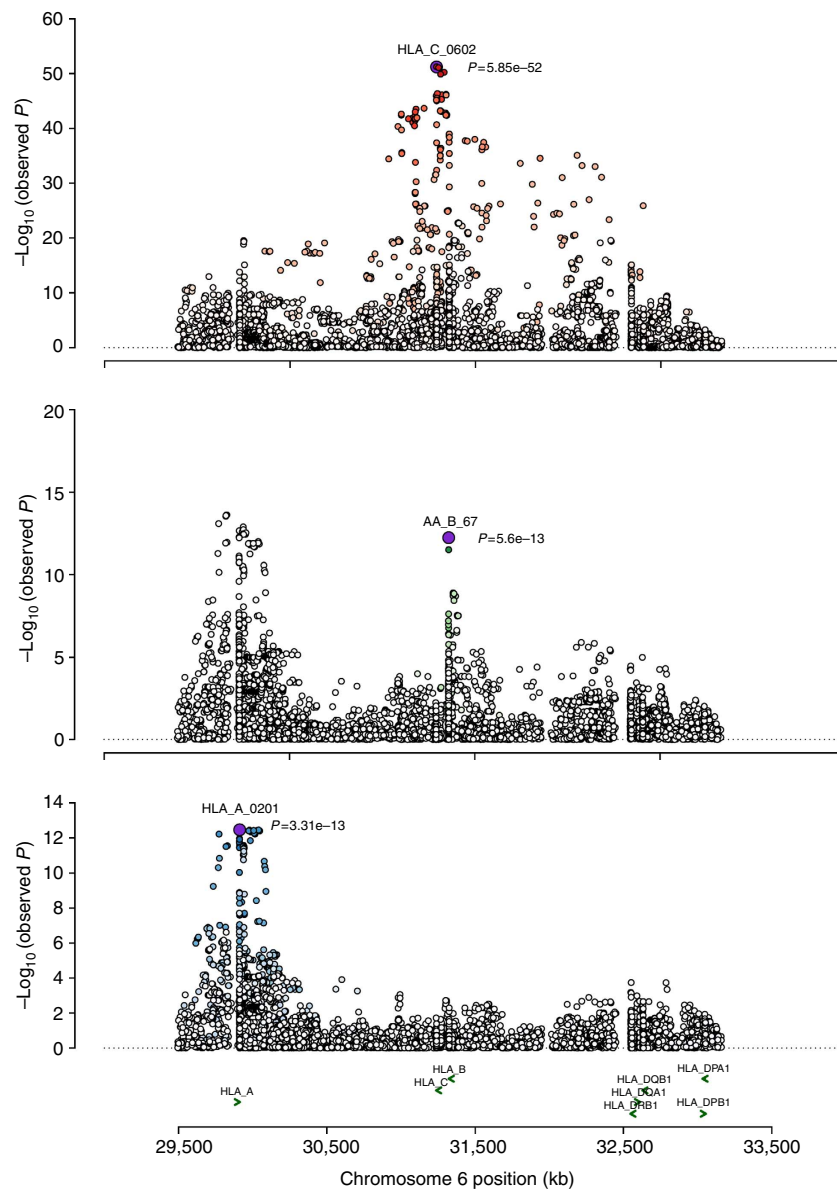 60
50
40
30
20
10
0
–Log10 (observed P)
HLA_C_0602
P=5.85e–52
20
15
10
5
0
–Log10 (observed P)
AA_B_67
P=5.6e–13
14
12
10
8
6
4
2
0
–Log10 (observed P)
HLA_A_0201
P=3.31e–13
HLA_B
HLA_DPA1
HLA_C
HLA_DQB1
HLA_A
HLA_DQA1
HLA_DRB1
HLA_DPB1
29,500
30,500
31,500
32,500
33,500
Chromosome 6 position (kb)